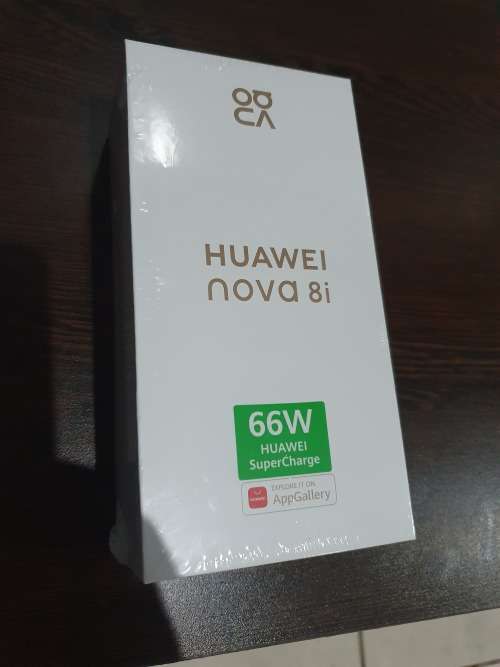 HUAWEI
nova 8i
66W
HUAWEI
SuperCharge
EXPLORE IT ON
AppGallery